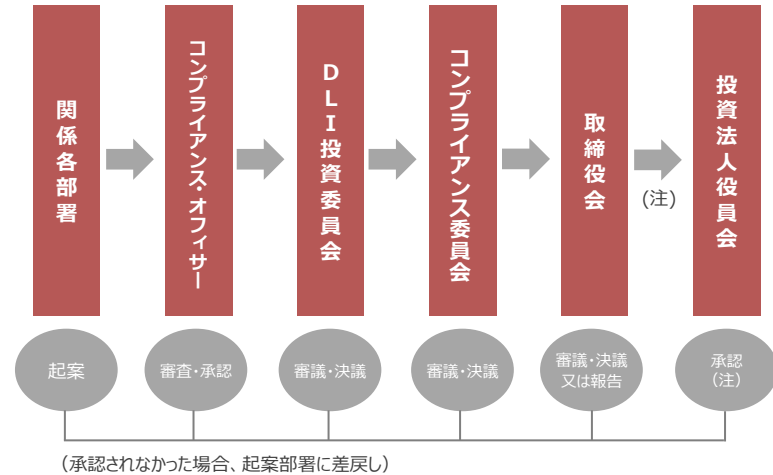 関係各部署
コンプライアンス・オフィサー
DLI投資委員会
コンプライアンス委員会
取締役会
(注)
投資法人役員会
起案
審査・承認
審議・決議
審議・決議
審議・決議
又は報告
承認
(注)
(承認されなかった場合、起案部署に差戻し)